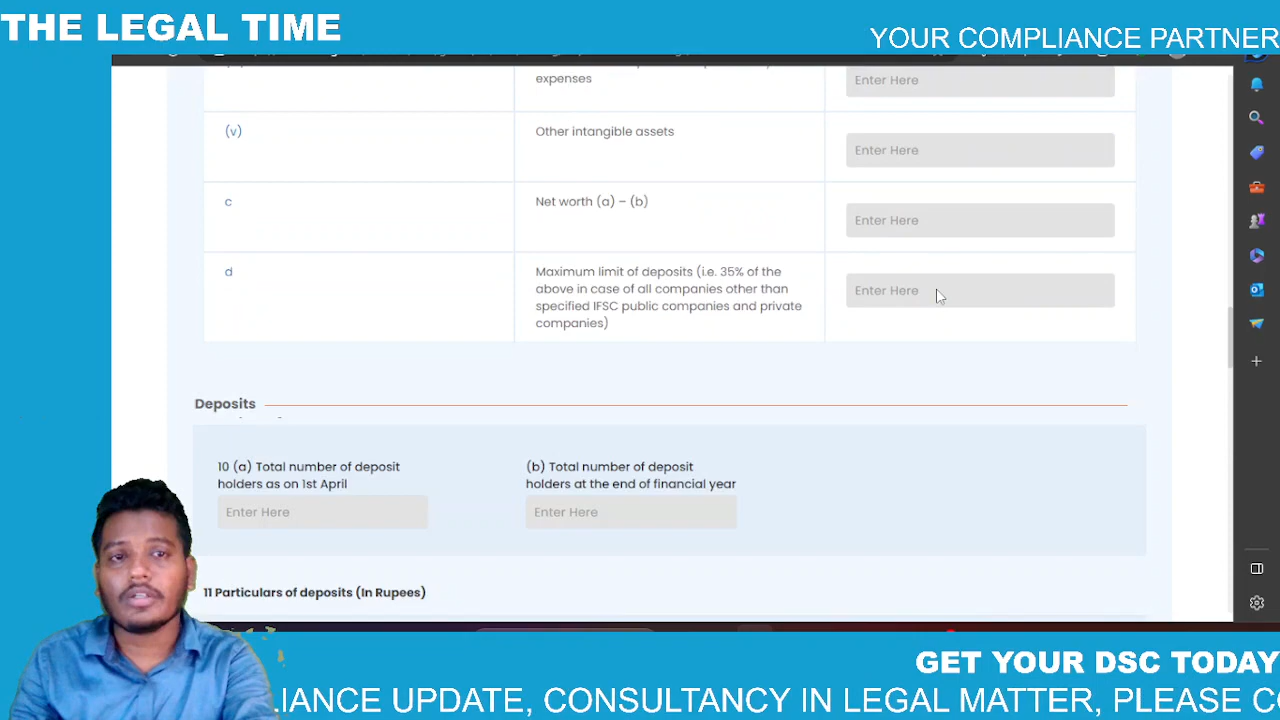 THE LEGAL TIME
YOUR COMPLIANCE PARTNER
expenses
Enter Here
(v)
Other intangible assets
Enter Here
c
Net worth (a) – (b)
Enter Here
d
Maximum limit of deposits (i.e. 35% of the
above in case of all companies other than
specified IFSC public companies and private
companies)
Enter Here
Deposits
10 (a) Total number of deposit
holders as on 1st April
Enter Here
(b) Total number of deposit
holders at the end of financial year
Enter Here
11 Particulars of deposits (In Rupees)
GET YOUR DSC TODAY
LIANCE UPDATE, CONSULTANCY IN LEGAL MATTER, PLEASE C